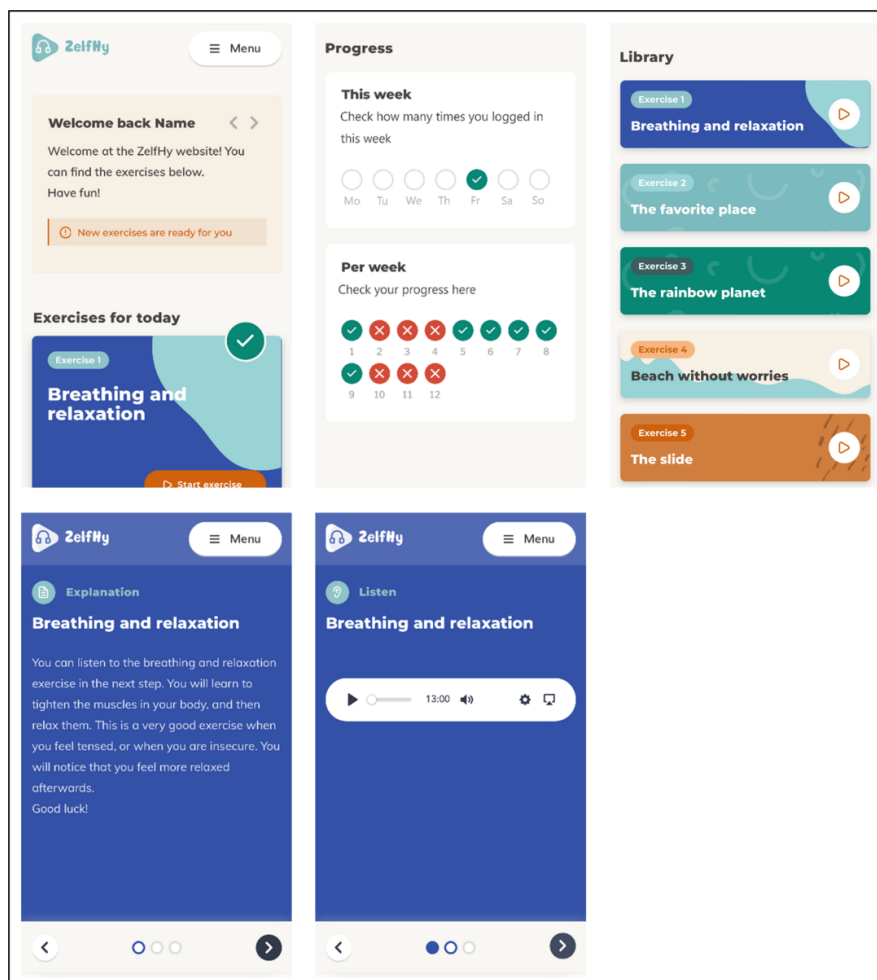 ZelfHy
Menu
Welcome back Name
Welcome at the ZelfHy website! You
can find the exercises below.
Have fun!
New exercises are ready for you
Exercises for today
Exercise 1
Breathing and
relaxation
Start exercise
Progress
This week
Check how many times you logged in
this week
Mo Tu We Th Fr Sa So
Per week
Check your progress here
1 2 3 4 5 6 7 8
9 10 11 12
Library
Exercise 1
Breathing and relaxation
Exercise 2
The favorite place
Exercise 3
The rainbow planet
Exercise 4
Beach without worries
Exercise 5
The slide
ZelfHy
Menu
Explanation
Breathing and relaxation
You can listen to the breathing and relaxation
exercise in the next step. You will learn to
tighten the muscles in your body, and then
relax them. This is a very good exercise when
you feel tensed, or when you are insecure. You
will notice that you feel more relaxed
afterwards.
Good luck!
ZelfHy
Menu
Listen
Breathing and relaxation
13:00